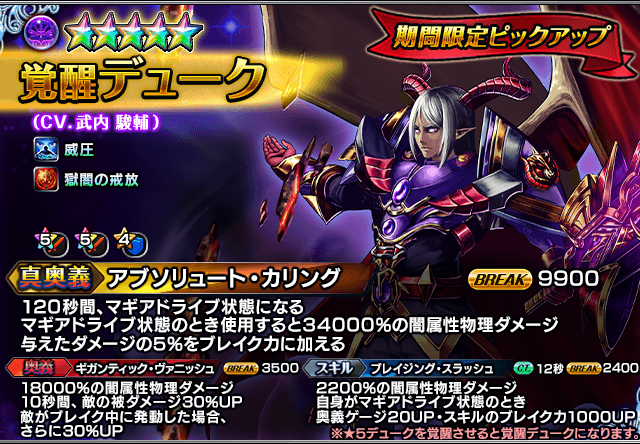 期間限定ピックアップ
覚醒デューク
(CV.武内 駿輔)
威圧
獄闇の戒放
5 5 4
真奥義 アブソリュート・カリング BREAK 9900
120秒間、マギアドライブ状態になる
マギアドライブ状態のとき使用すると34000%の闇属性物理ダメージ
与えたダメージの5%をブレイク力に加える
奥義 ギガンティック・ヴァニッシュ BREAK 3500
18000%の闇属性物理ダメージ
10秒間、敵の被ダメージ30%UP
敵がブレイク中に発動した場合、
さらに30%UP
スキル ブレイジング・スラッシュ C.T. 12秒 BREAK 2400
2200%の闇属性物理ダメージ
自身がマギアドライブ状態のとき
奥義ゲージ20UP・スキルのブレイク力1000UP
※★5デュークを覚醒させると覚醒デュークになります。